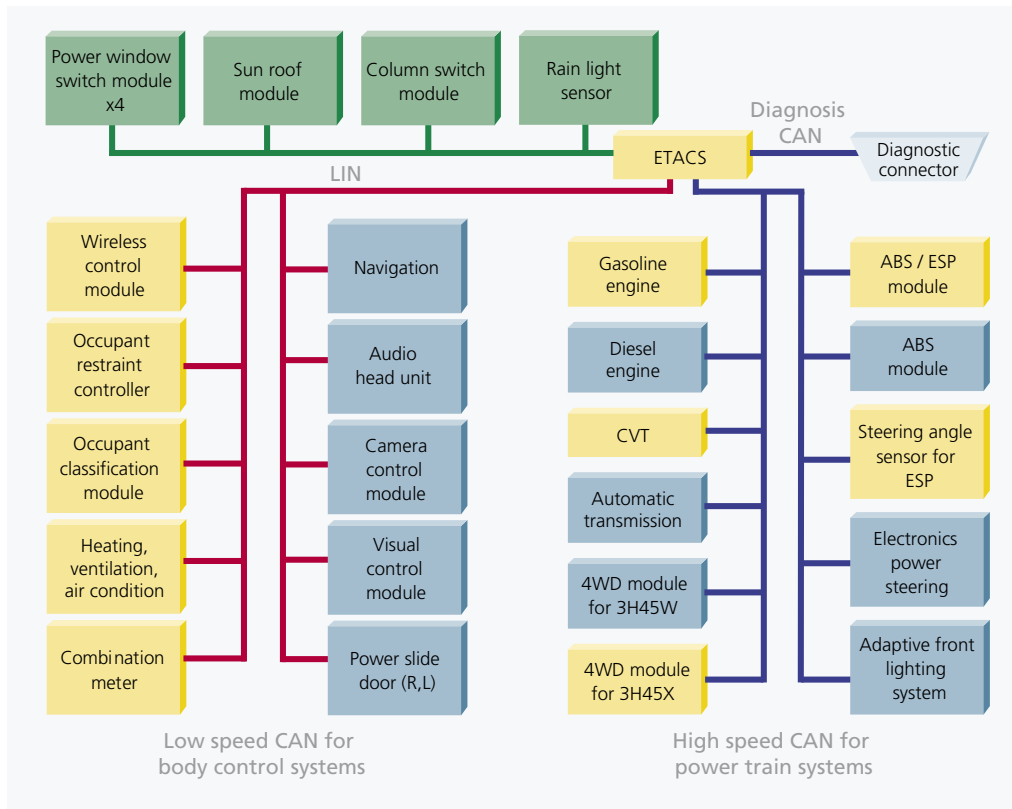 Power window
switch module
x4
Sun roof
module
Column switch
module
Rain light
sensor
Diagnosis
CAN
ETACS
Diagnostic
connector
LIN
Wireless
control
module
Occupant
restraint
controller
Occupant
classification
module
Heating,
ventilation,
air condition
Combination
meter
Navigation
Audio
head unit
Camera
control
module
Visual
control
module
Power slide
door (R,L)
Gasoline
engine
Diesel
engine
CVT
Automatic
transmission
4WD module
for 3H45W
4WD module
for 3H45X
ABS / ESP
module
ABS
module
Steering angle
sensor for
ESP
Electronics
power
steering
Adaptive front
lighting
system
Low speed CAN for
body control systems
High speed CAN for
power train systems